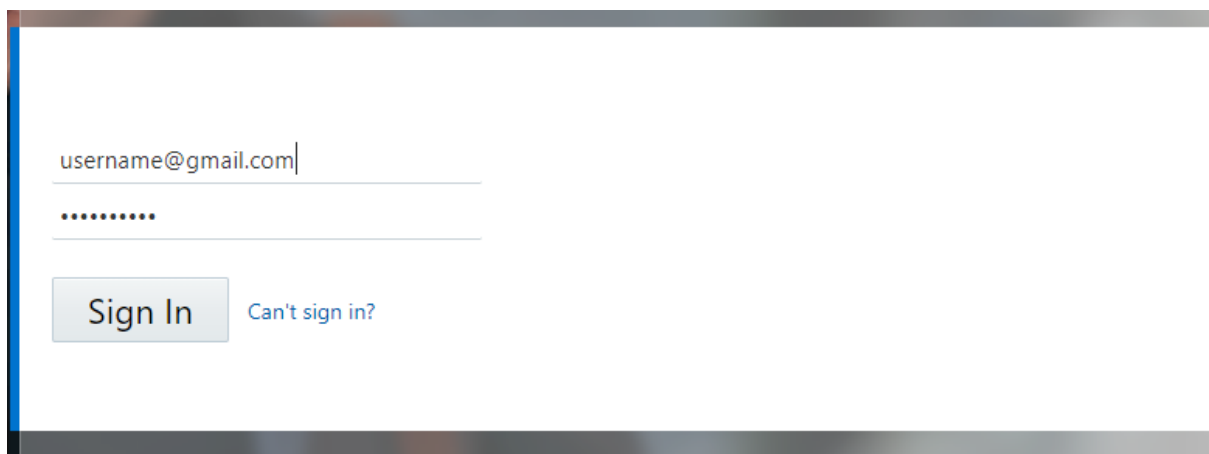 username@gmail.com
••••••••••
Sign In
Can't sign in?